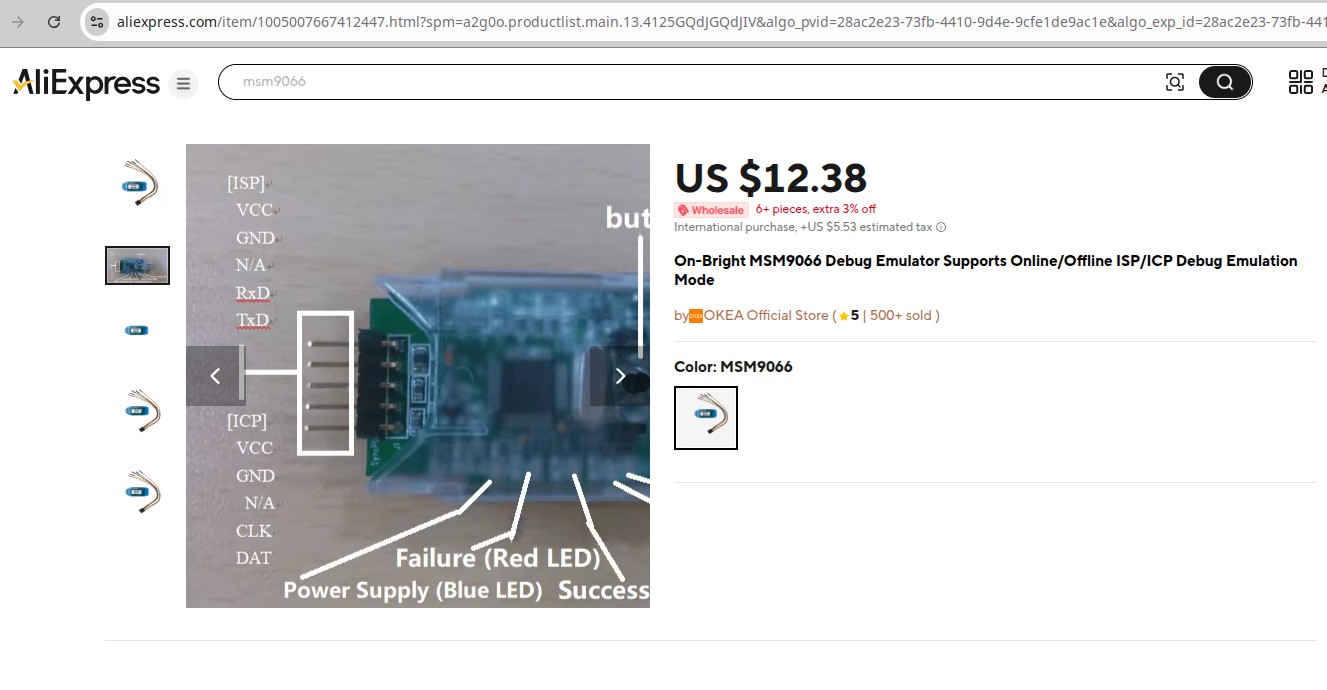 aliexpress.com/item/1005007667412447.html?spm=a2g0o.productlist.main.13.4125GQdJGQdJIV&algo_pvid=28ac2e23-73fb-4410-9d4e-9cfe1de9ac1e&algo_exp_id=28ac2e23-73fb-441
AliExpress
msm9066
[ISP]
VCC
GND
N/A
RxD
TxD
[ICP]
VCC
GND
N/A
CLK
DAT
but
Failure (Red LED)
Power Supply (Blue LED) Success
US $12.38
Wholesale 6+ pieces, extra 3% off
International purchase, +US $5.53 estimated tax
On-Bright MSM9066 Debug Emulator Supports Online/Offline ISP/ICP Debug Emulation
Mode
by OKEA Official Store ( 5 | 500+ sold )
Color: MSM9066